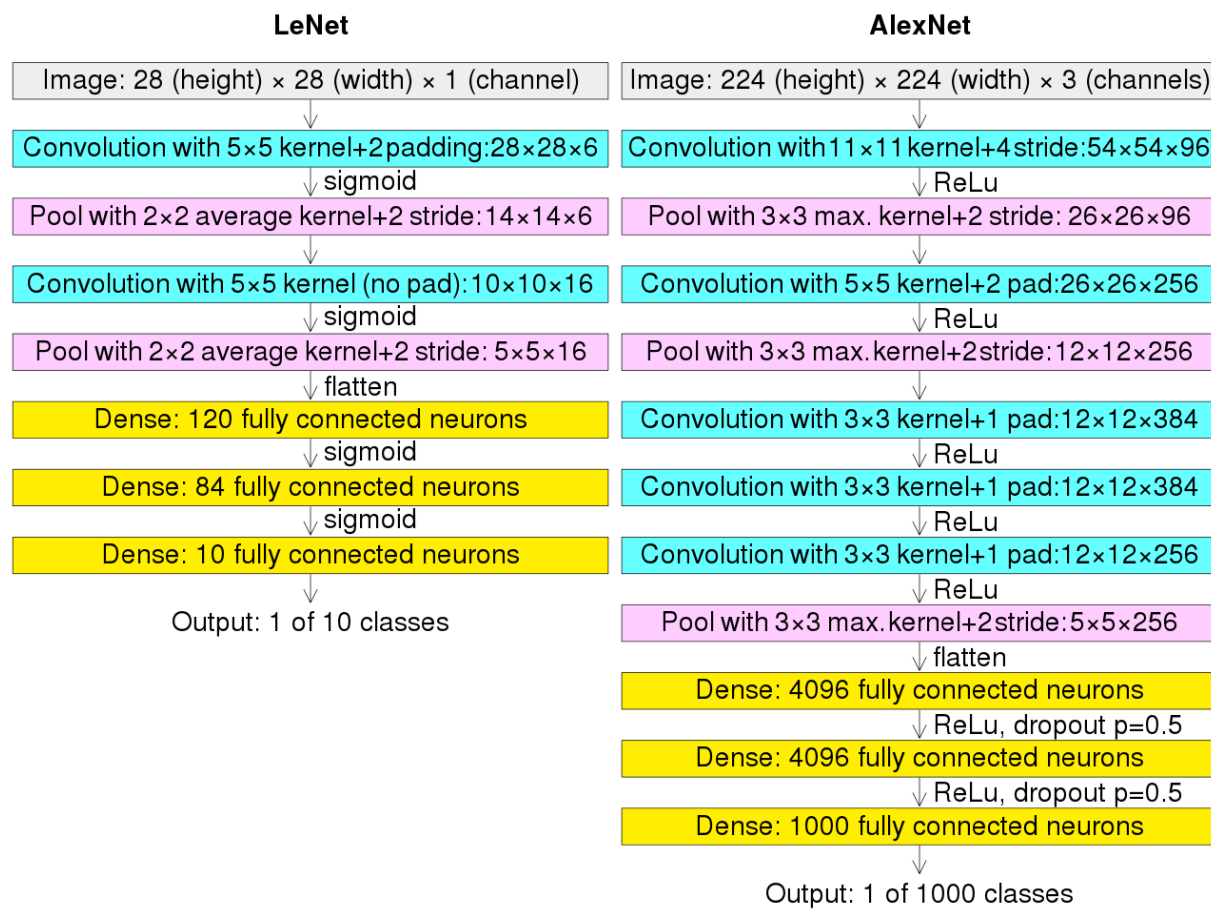 LeNet
Image: 28 (height) × 28 (width) × 1 (channel)
Convolution with 5×5 kernel+2 padding:28×28×6
sigmoid
Pool with 2×2 average kernel+2 stride: 14×14×6
Convolution with 5×5 kernel (no pad): 10×10×16
sigmoid
Pool with 2×2 average kernel+2 stride: 5×5×16
flatten
Dense: 120 fully connected neurons
sigmoid
Dense: 84 fully connected neurons
sigmoid
Dense: 10 fully connected neurons
Output: 1 of 10 classes
AlexNet
Image: 224 (height) × 224 (width) × 3 (channels)
Convolution with 11×11 kernel+4 stride:54×54×96
ReLu
Pool with 3×3 max. kernel+2 stride: 26×26×96
Convolution with 5×5 kernel+2 pad:26×26×256
ReLu
Pool with 3×3 max. kernel+2 stride: 12×12×256
Convolution with 3×3 kernel+1 pad:12×12×384
ReLu
Convolution with 3×3 kernel+1 pad:12×12×384
ReLu
Convolution with 3×3 kernel+1 pad:12×12×256
ReLu
Pool with 3×3 max. kernel+2 stride: 5×5×256
flatten
Dense: 4096 fully connected neurons
ReLu, dropout p=0.5
Dense: 4096 fully connected neurons
ReLu, dropout p=0.5
Dense: 1000 fully connected neurons
Output: 1 of 1000 classes